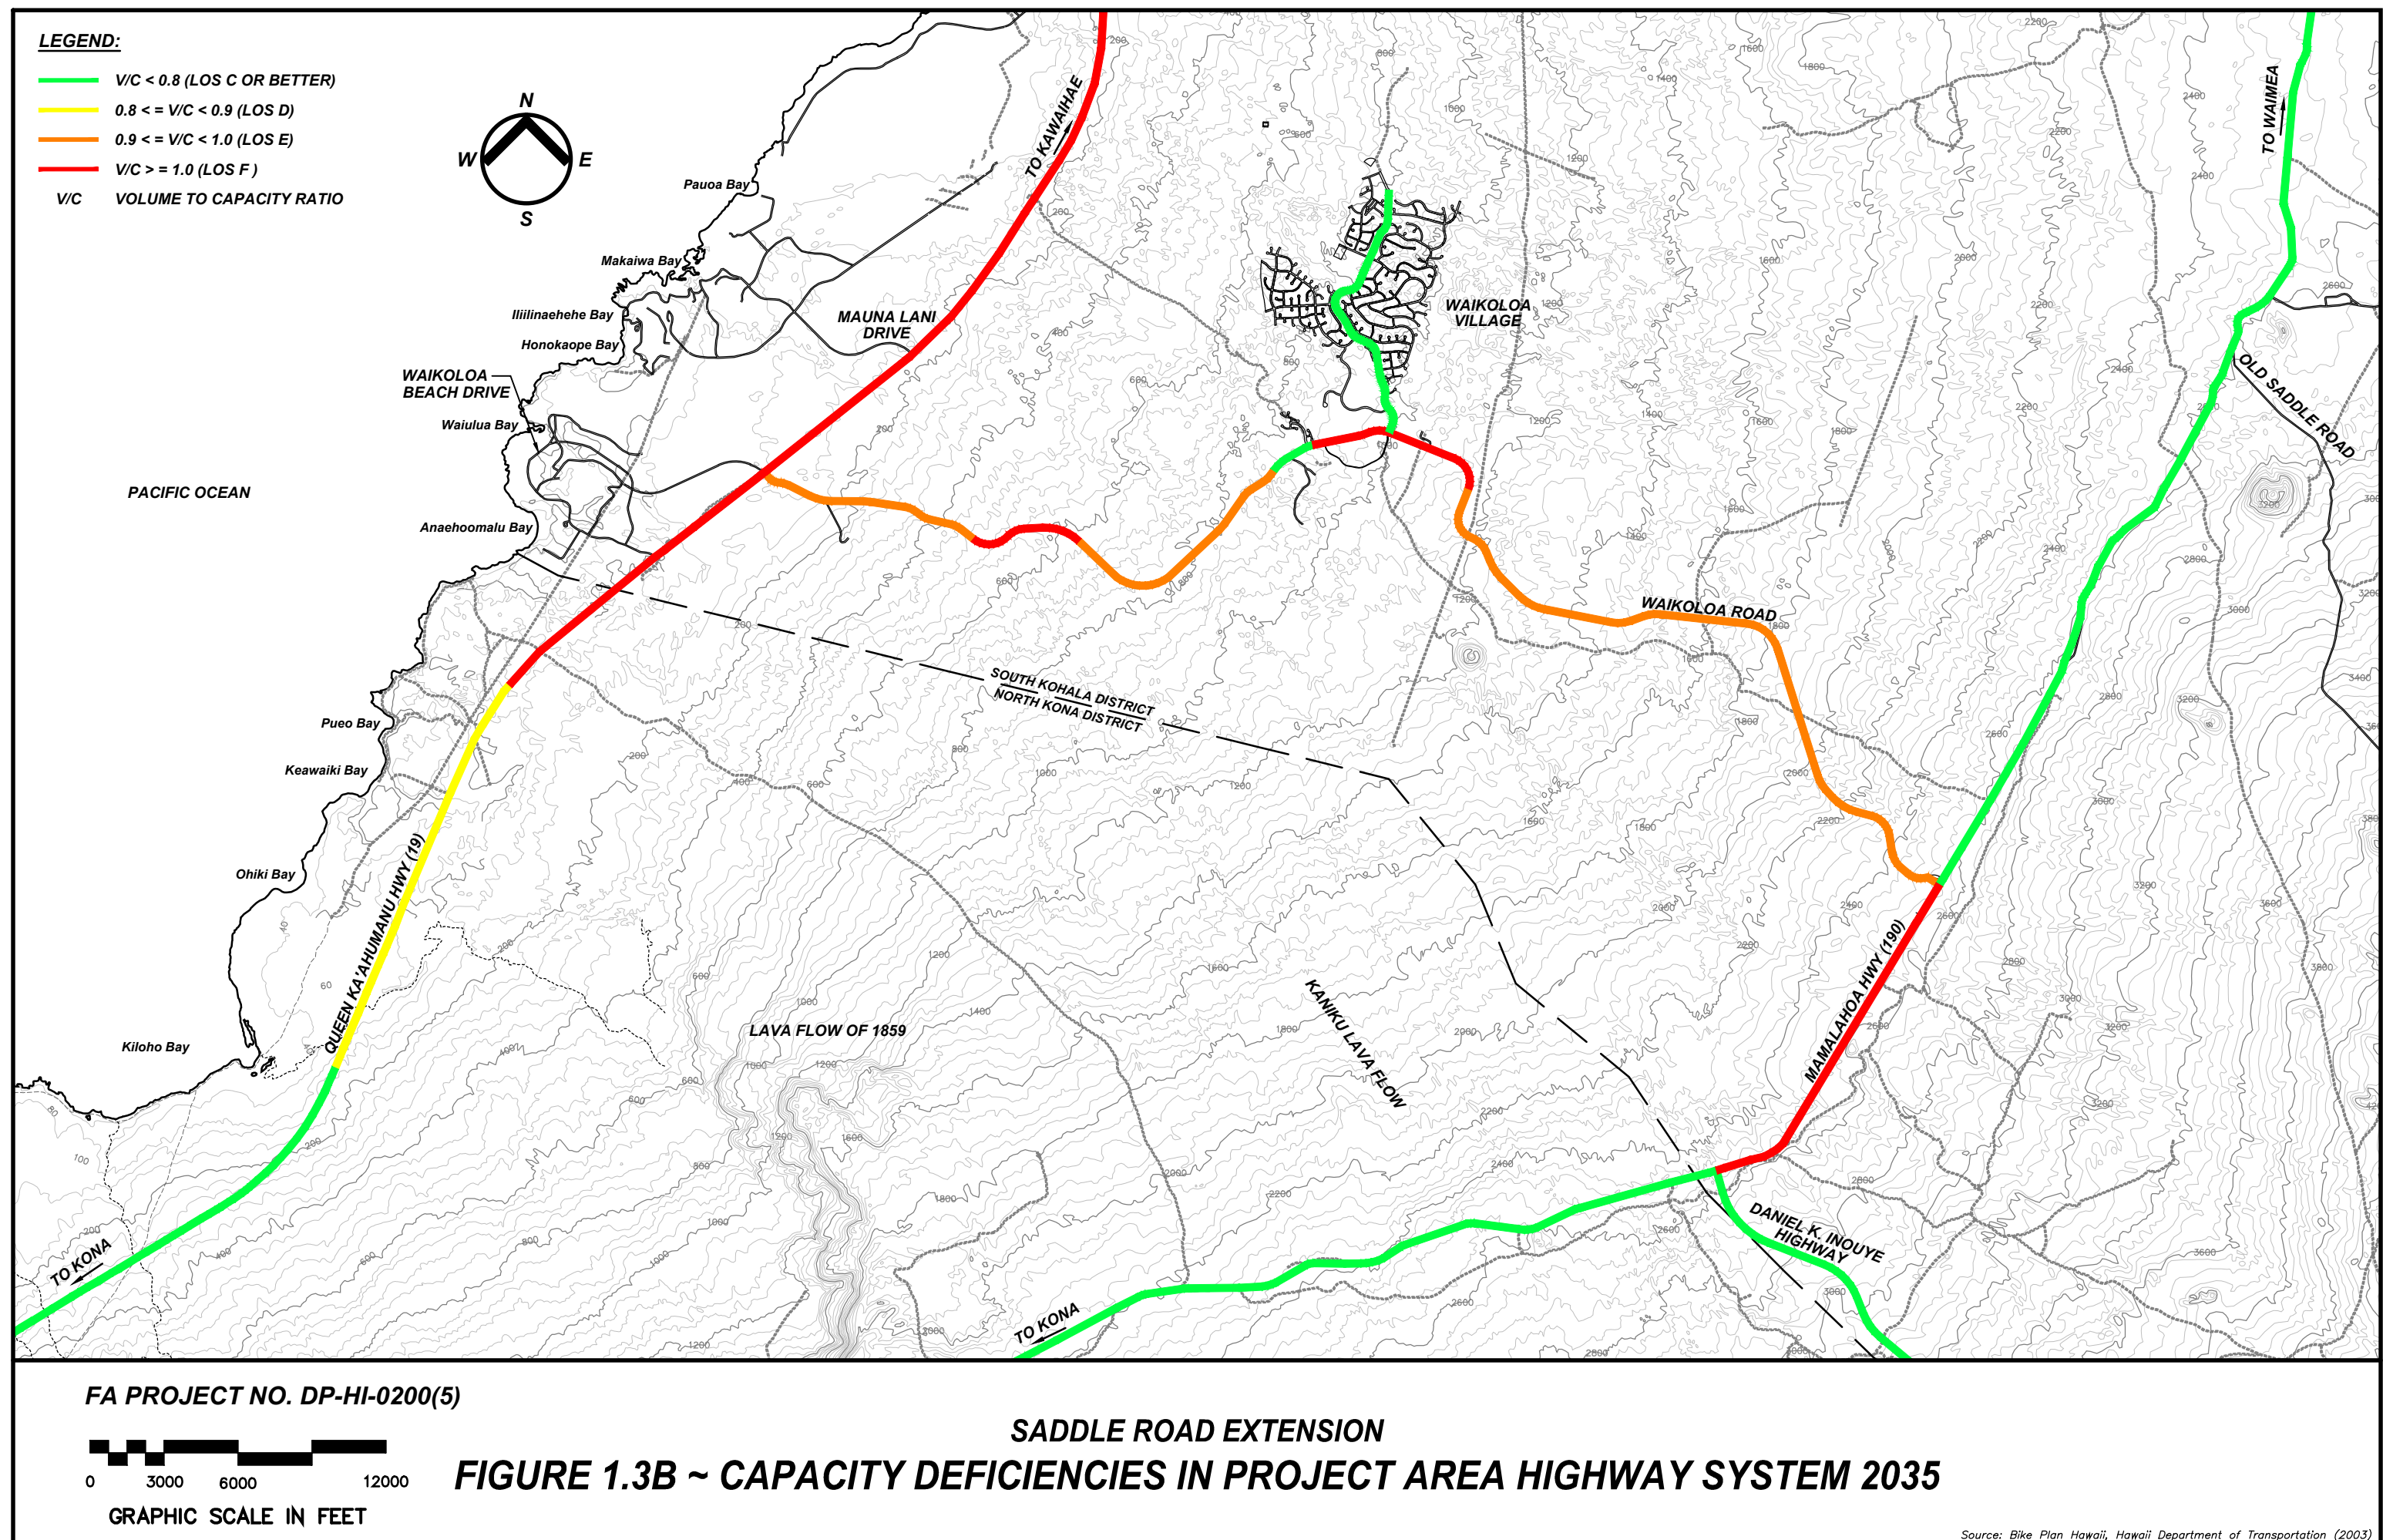 LEGEND:
V/C < 0.8 (LOS C OR BETTER)
0.8 < = V/C < 0.9 (LOS D)
0.9 < = V/C < 1.0 (LOS E)
V/C > = 1.0 (LOS F )
V/C VOLUME TO CAPACITY RATIO
N
W E
S
TO KAWAIHAE
TO WAIMEA
Pauoa Bay
Makaiwa Bay
Iliilinaehehe Bay
Honokaope Bay
MAUNA LANI
DRIVE
WAIKOLOA
VILLAGE
WAIKOLOA
BEACH DRIVE
Waiulua Bay
OLD SADDLE ROAD
PACIFIC OCEAN
Anaehoomalu Bay
WAIKOLOA ROAD
SOUTH KOHALA DISTRICT
NORTH KONA DISTRICT
Pueo Bay
Keawaiki Bay
Ohiki Bay
QUEEN KA'AHUMANU HWY (19)
Kiloho Bay
LAVA FLOW OF 1859
KANIKU LAVA FLOW
MAMALAHOA HWY (190)
DANIEL K. INOUYE
HIGHWAY
TO KONA
TO KONA
FA PROJECT NO. DP-HI-0200(5)
0 3000 6000 12000
GRAPHIC SCALE IN FEET
SADDLE ROAD EXTENSION
FIGURE 1.3B ~ CAPACITY DEFICIENCIES IN PROJECT AREA HIGHWAY SYSTEM 2035
Source: Bike Plan Hawaii, Hawaii Department of Transportation (2003)